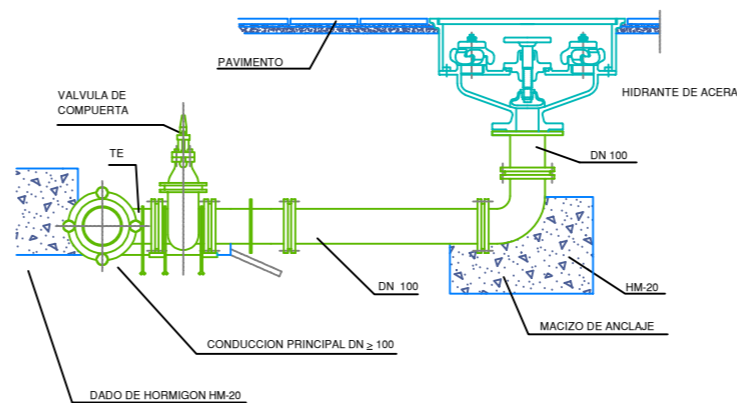 PAVIMENTO
HIDRANTE DE ACERA
VALVULA DE
COMPUERTA
TE
DN 100
DN 100
HM-20
MACIZO DE ANCLAJE
CONDUCCION PRINCIPAL DN ≥ 100
DADO DE HORMIGON HM-20